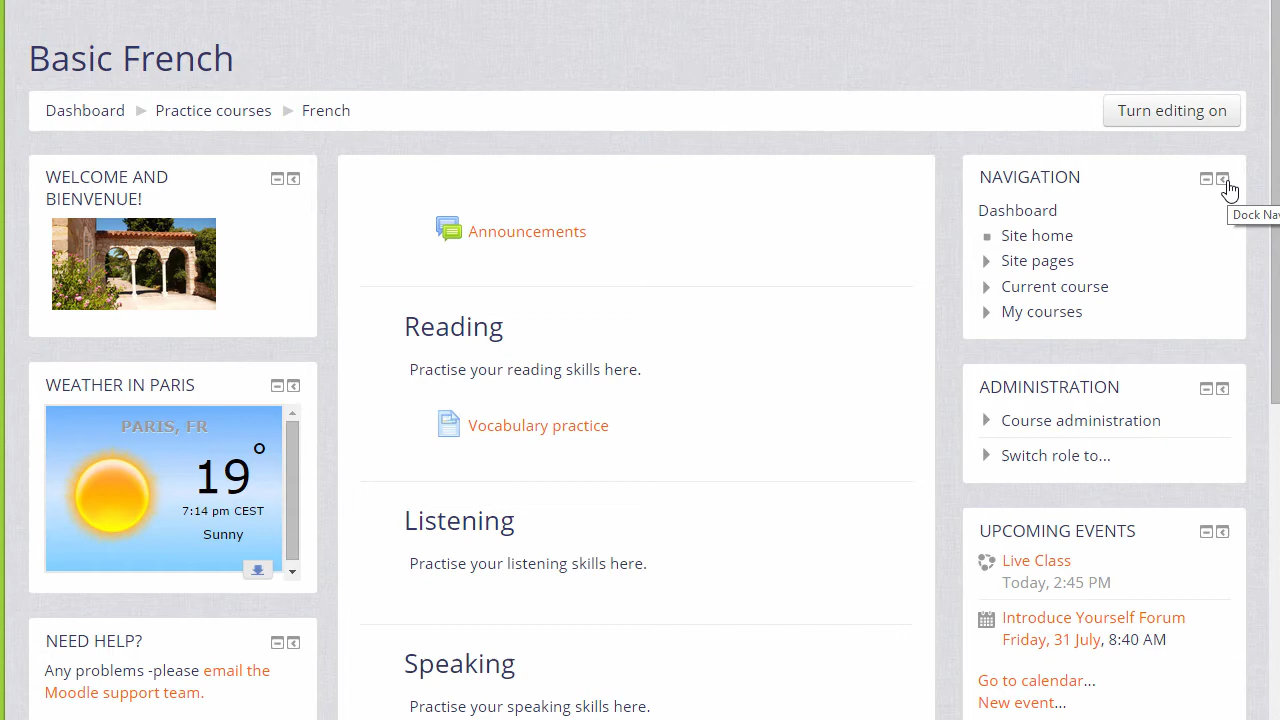 Basic French
Dashboard
Practice courses
French
Turn editing on
WELCOME AND
BIENVENUE!
WEATHER IN PARIS
PARIS, FR
19°
7:14 pm CEST
Sunny
NEED HELP?
Any problems -please email the
Moodle support team.
Announcements
Reading
Practise your reading skills here.
Vocabulary practice
Listening
Practise your listening skills here.
Speaking
Practise your speaking skills here.
NAVIGATION
Dock Nav
Dashboard
Site home
Site pages
Current course
My courses
ADMINISTRATION
Course administration
Switch role to...
UPCOMING EVENTS
Live Class
Today, 2:45 PM
Introduce Yourself Forum
Friday, 31 July, 8:40 AM
Go to calendar...
New event...